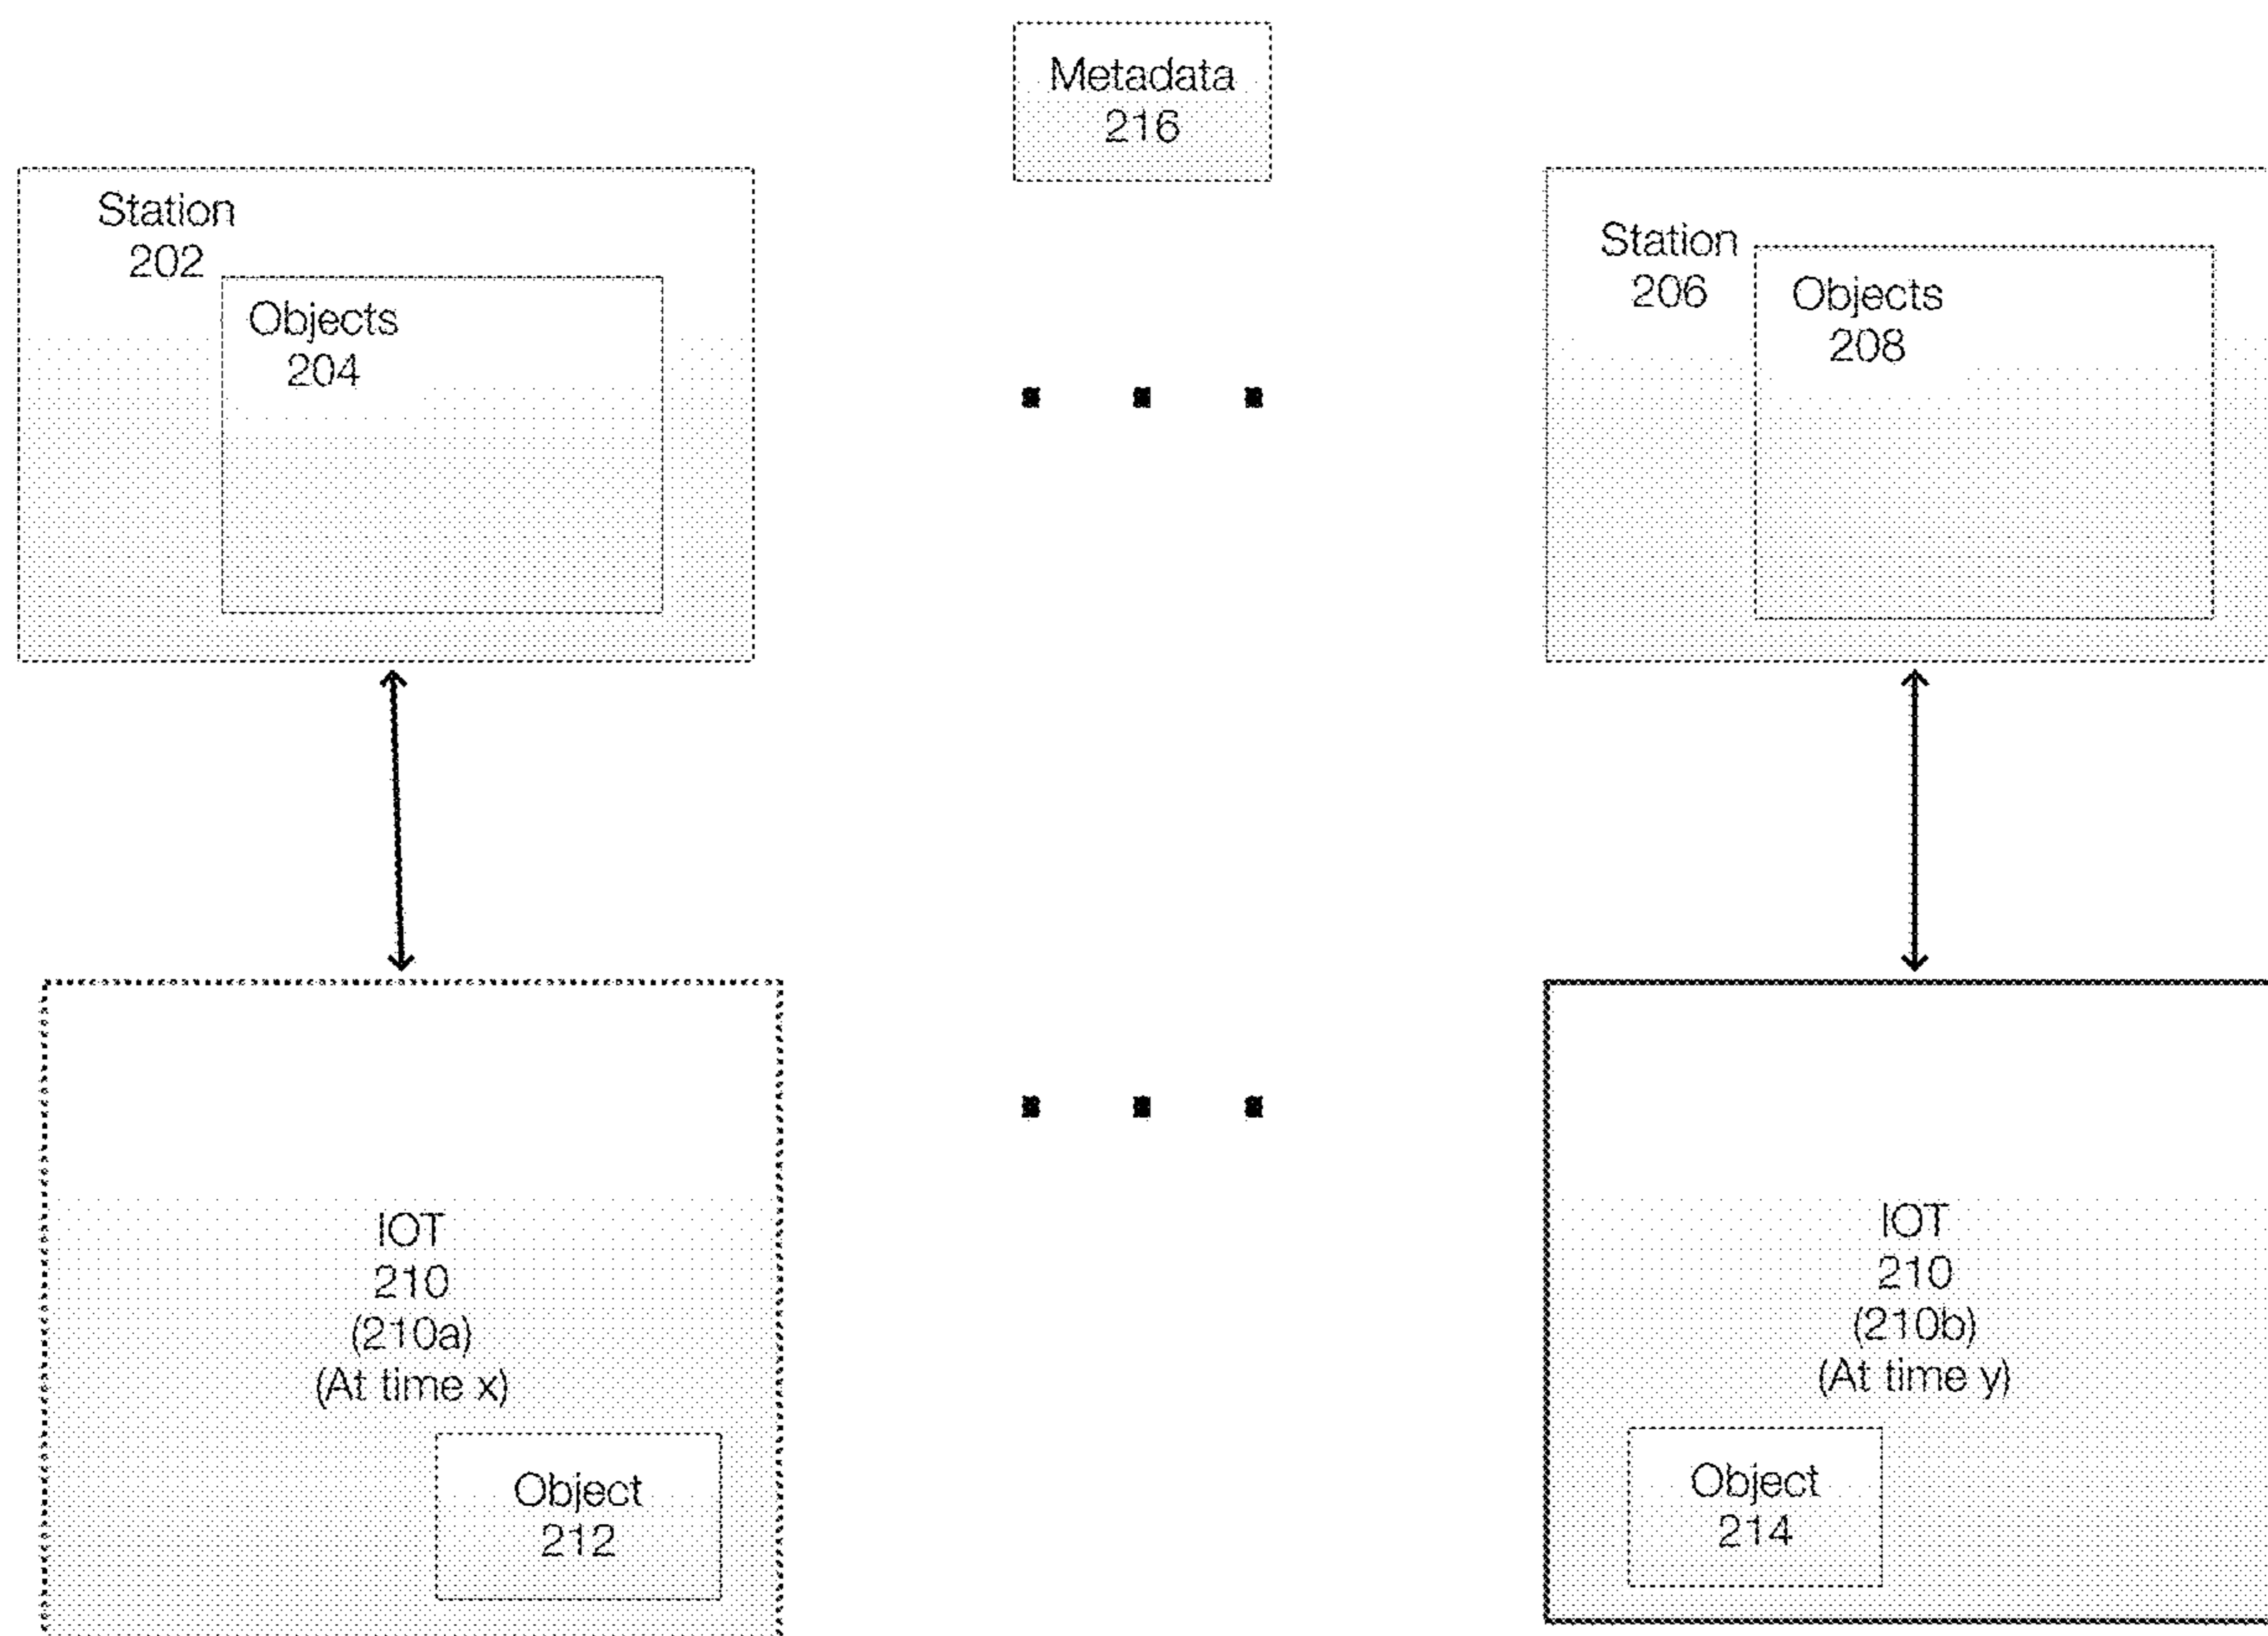 Metadata
216
Station
202
Objects
204
Station
206
Objects
208
IOT
210
(210a)
(At time x)
Object
212
IOT
210
(210b)
(At time y)
Object
214